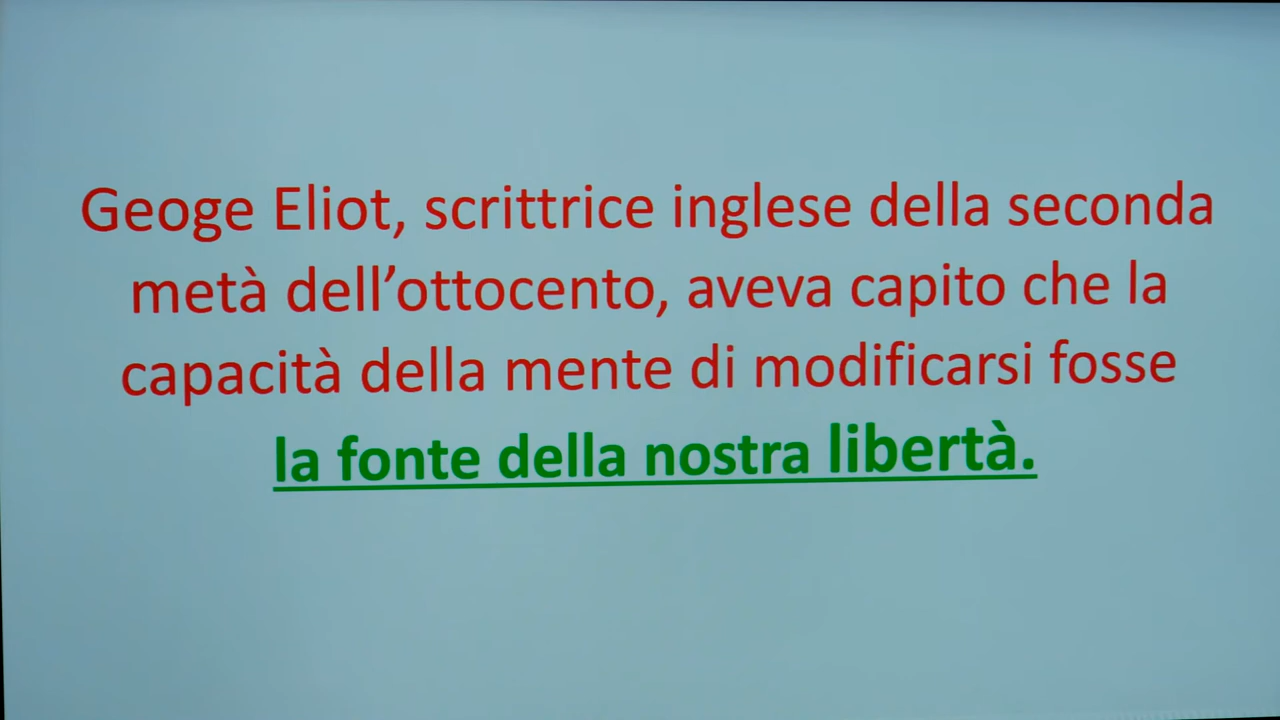 Geoge Eliot, scrittrice inglese della seconda
metà dell’ottocento, aveva capito che la
capacità della mente di modificarsi fosse
la fonte della nostra libertà.